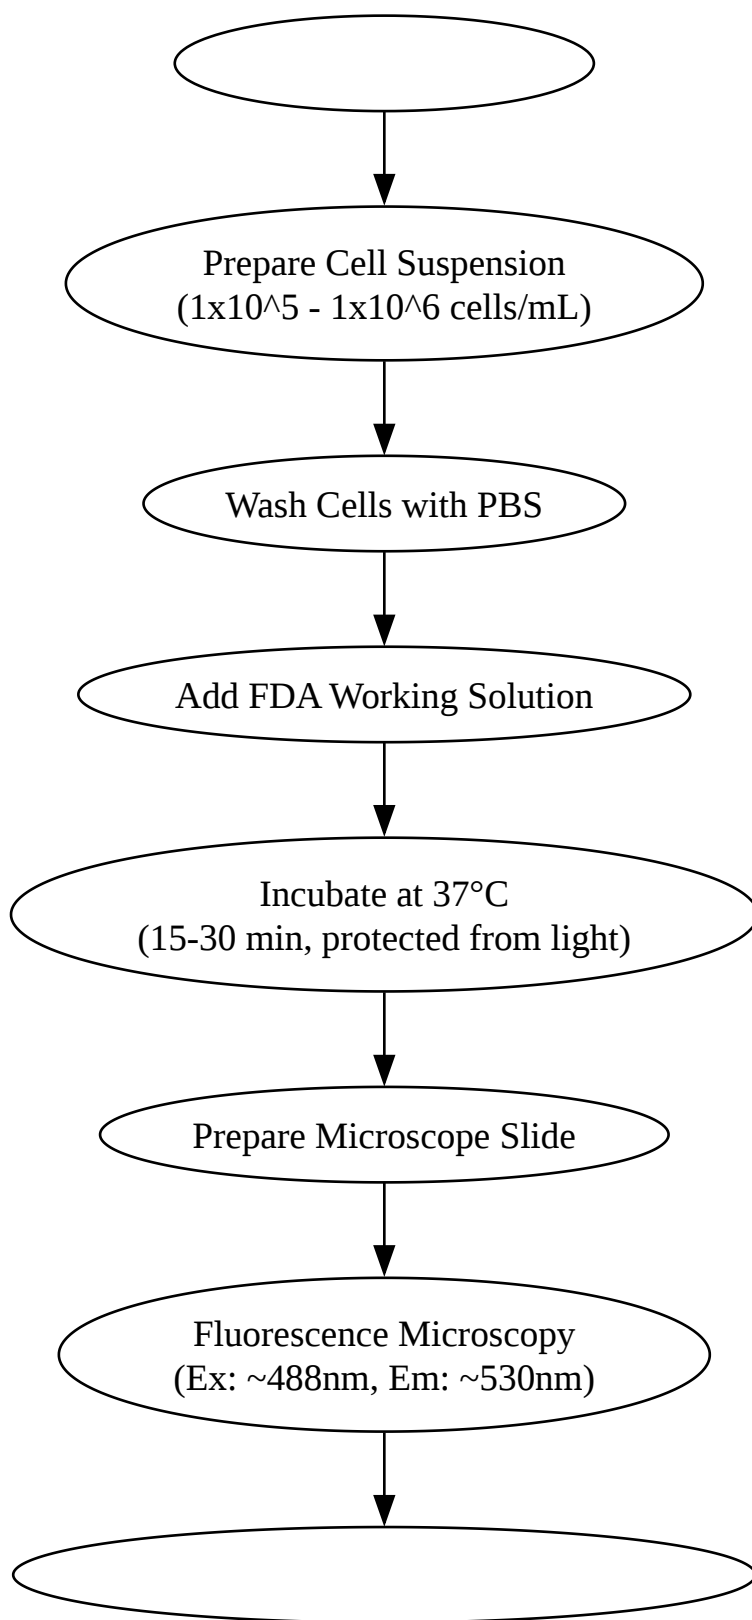 Prepare Cell Suspension
(1x10^5 - 1x10^6 cells/mL)
Wash Cells with PBS
Add FDA Working Solution
Incubate at 37°C
(15-30 min, protected from light)
Prepare Microscope Slide
Fluorescence Microscopy
(Ex: ~488nm, Em: ~530nm)